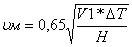 υм = 0,65√(V1*ΔT / H)